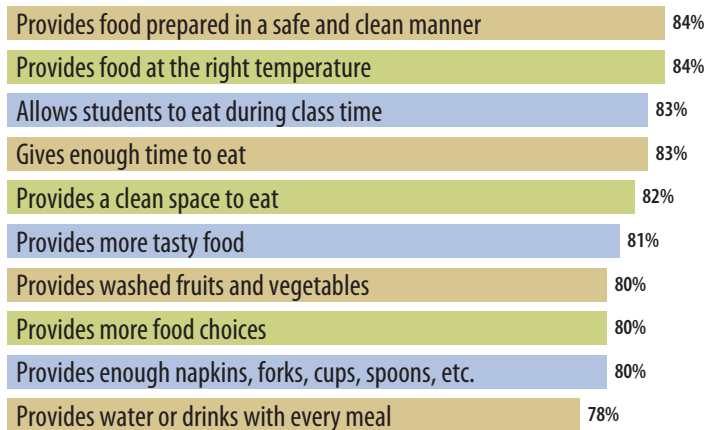 Provides food prepared in a safe and clean manner 84%
Provides food at the right temperature 84%
Allows students to eat during class time 83%
Gives enough time to eat 83%
Provides a clean space to eat 82%
Provides more tasty food 81%
Provides washed fruits and vegetables 80%
Provides more food choices 80%
Provides enough napkins, forks, cups, spoons, etc. 80%
Provides water or drinks with every meal 78%